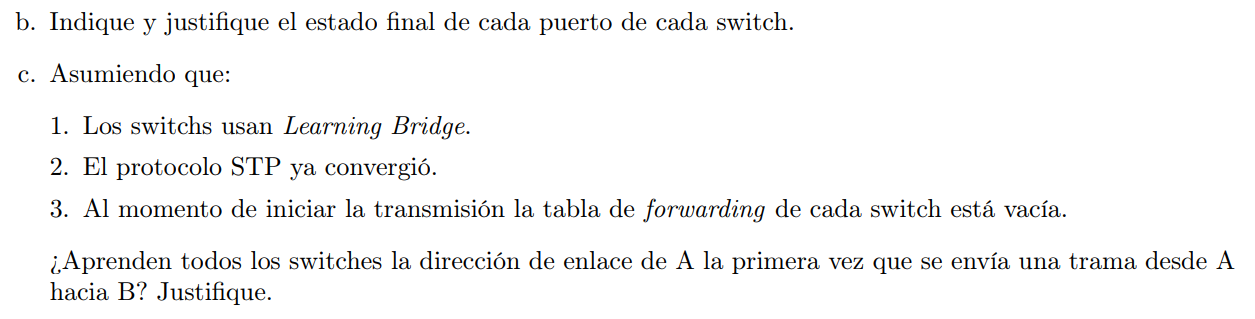 b. Indique y justifique el estado final de cada puerto de cada switch.
c. Asumiendo que:
1. Los switchs usan Learning Bridge.
2. El protocolo STP ya convergió.
3. Al momento de iniciar la transmisión la tabla de forwarding de cada switch está vacía.
¿Aprenden todos los switches la dirección de enlace de A la primera vez que se envía una trama desde A
hacia B? Justifique.